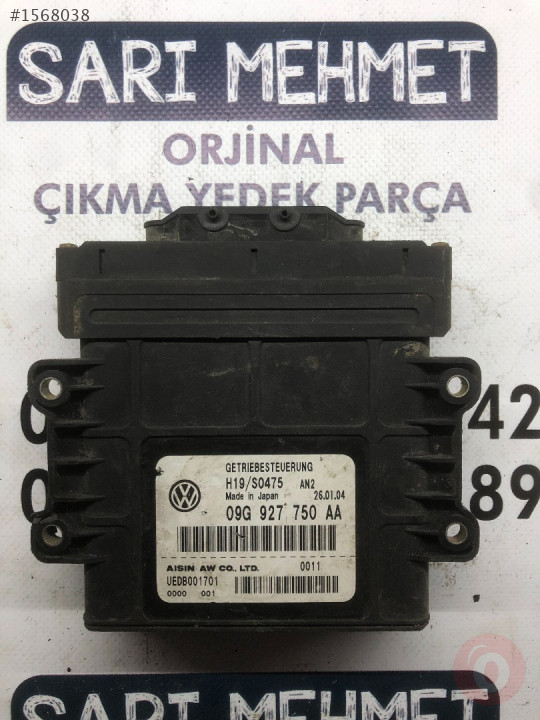 #1568038
SARI MEHMET
ORJİNAL
ÇIKMA YEDEK PARÇA
42
89
GETRIEBESTEUERUNG
H19/S0475 AN2
Made in Japan 26.01.04
09G 927 750 AA
AISIN AW CO., LTD. 0011
UEDB001701
0000 001
SARI MEHMET